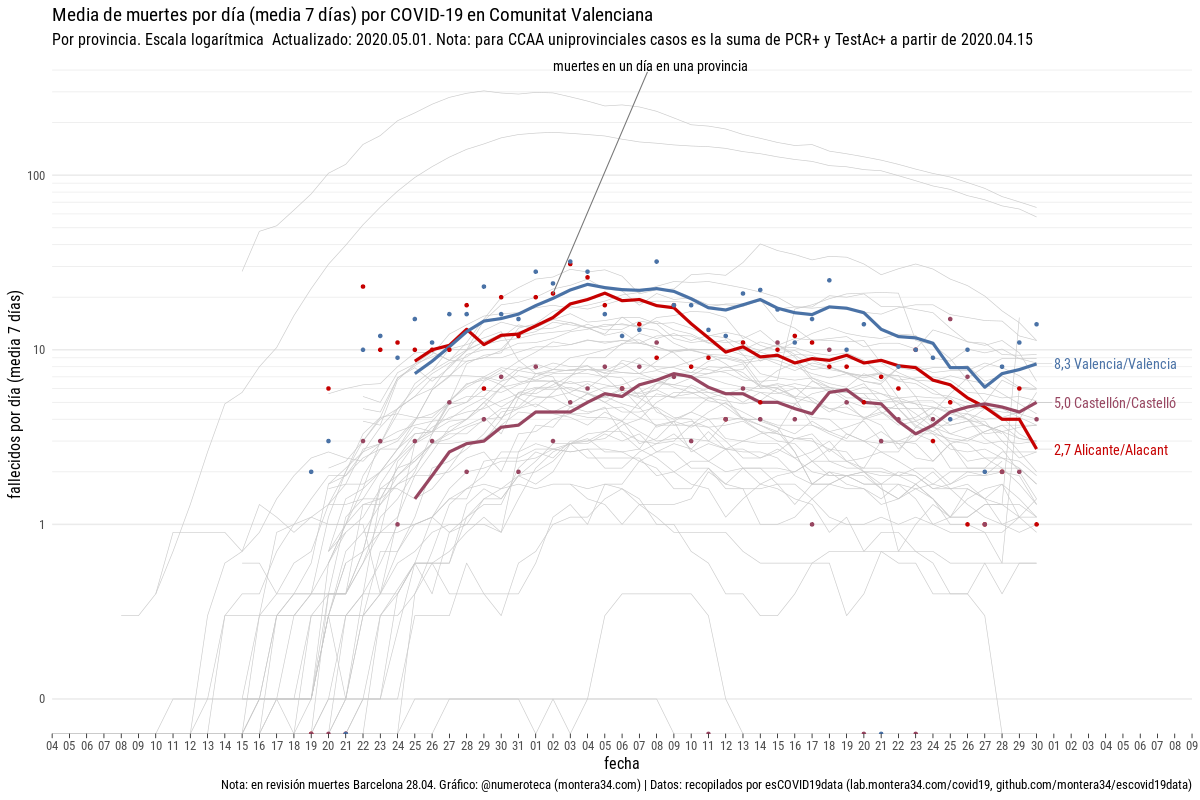 Media de muertes por día (media 7 días) por COVID-19 en Comunitat Valenciana
Por provincia. Escala logarítmica  Actualizado: 2020.05.01. Nota: para CCAA uniprovinciales casos es la suma de PCR+ y TestAc+ a partir de 2020.04.15
muertes en un día en una provincia
fallecidos por día (media  7 días)
100
10
1
0
8,3 Valencia/València
5,0 Castellón/Castelló
2,7 Alicante/Alacant
04 05 06 07 08 09 10 11 12 13 14 15 16 17 18 19 20 21 22 23 24 25 26 27 28 29 30 31 01 02 03 04 05 06 07 08 09 10 11 12 13 14 15 16 17 18 19 20 21 22 23 24 25 26 27 28 29 30 01 02 03 04 05 06 07 08 09
fecha
Nota: en revisión muertes Barcelona 28.04. Gráfico: @numeroteca (montera34.com) | Datos: recopilados por esCOVID19data (lab.montera34.com/covid19, github.com/montera34/escovid19data)